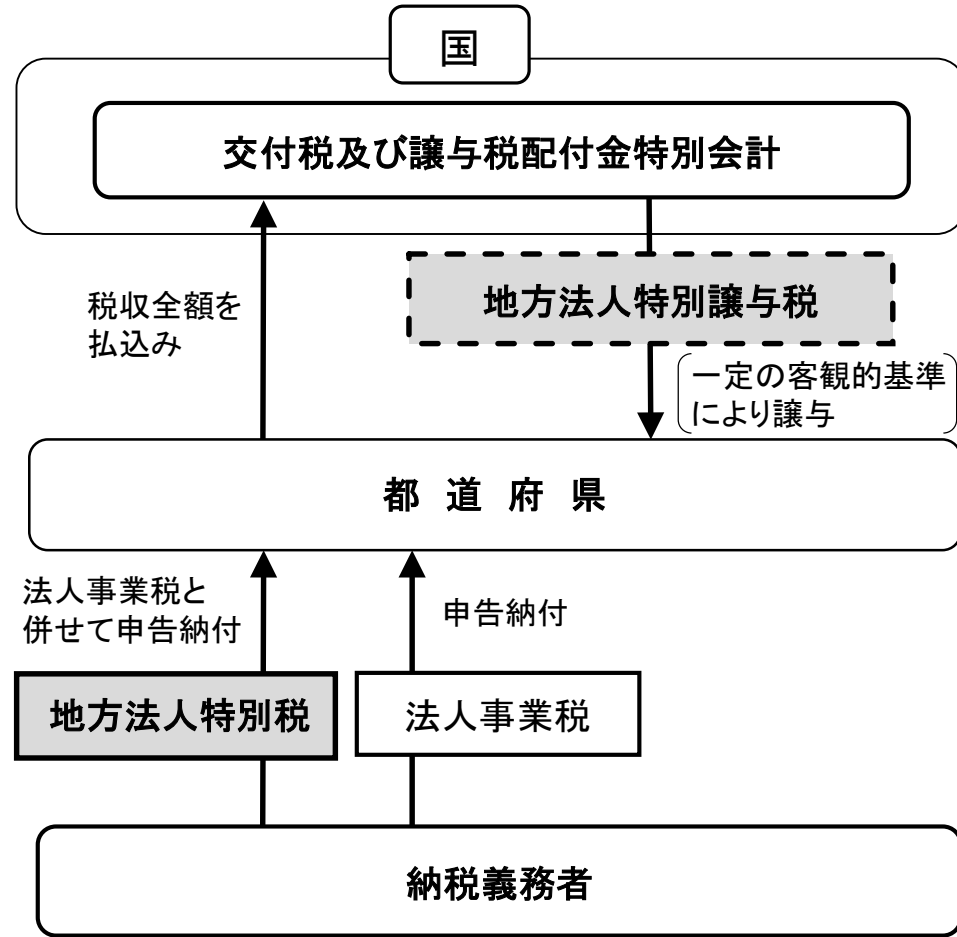 国
交付税及び譲与税配付金特別会計
地方法人特別譲与税
税収全額を
払込み
一定の客観的基準
により譲与
都道府県
法人事業税と
併せて申告納付
申告納付
地方法人特別税
法人事業税
納税義務者